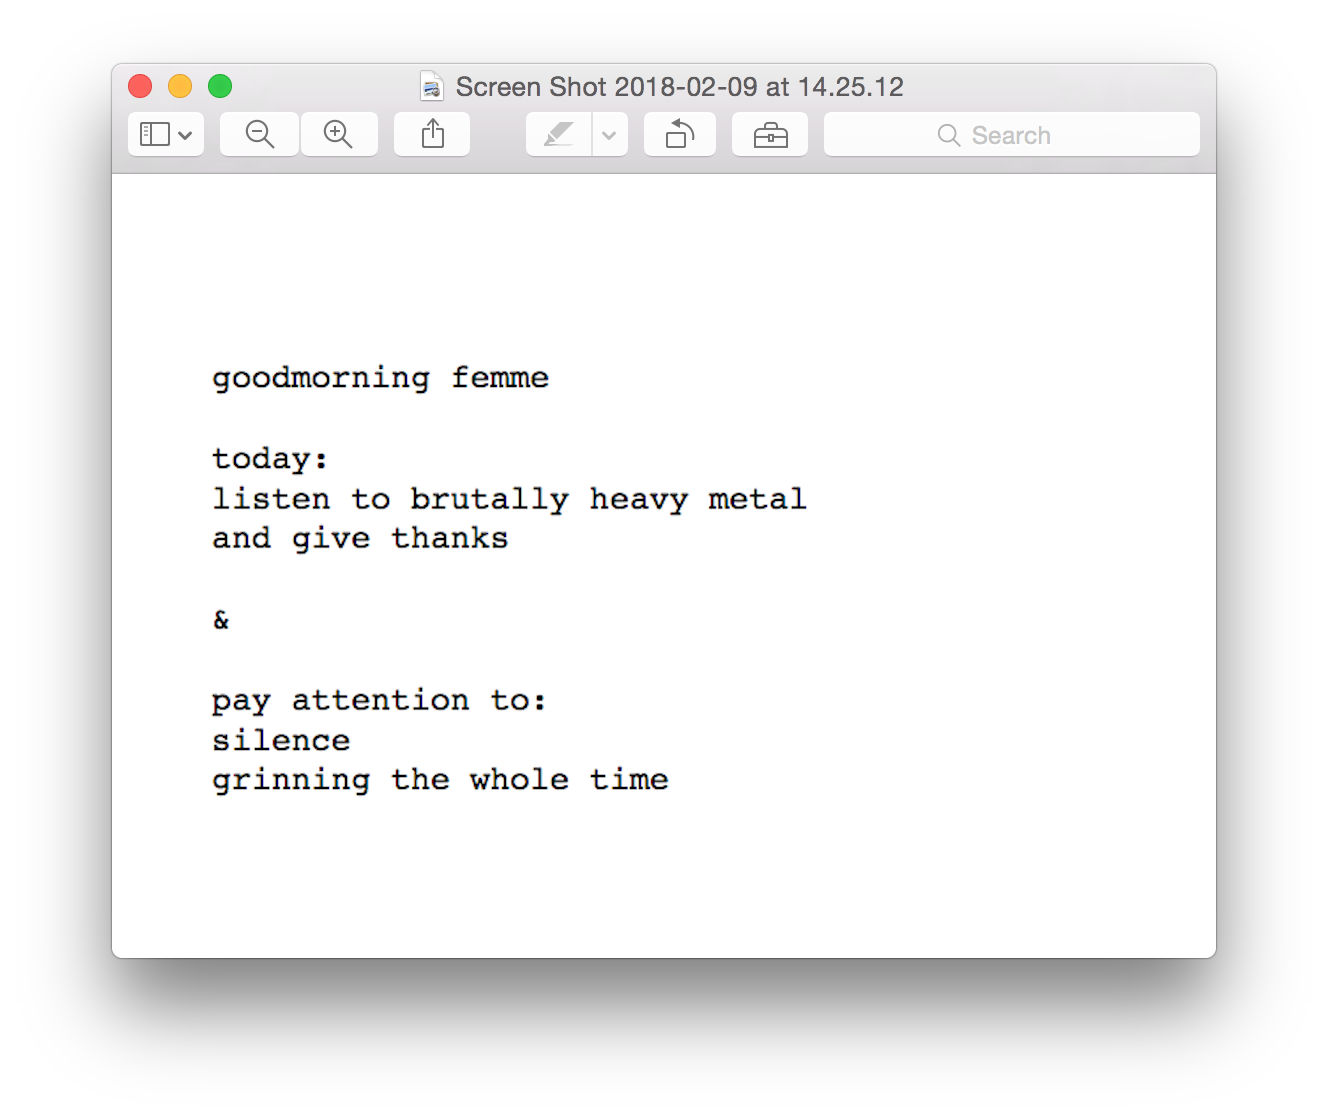 Screen Shot 2018-02-09 at 14.25.12
Search
goodmorning femme
today:
listen to brutally heavy metal
and give thanks
&
pay attention to:
silence
grinning the whole time